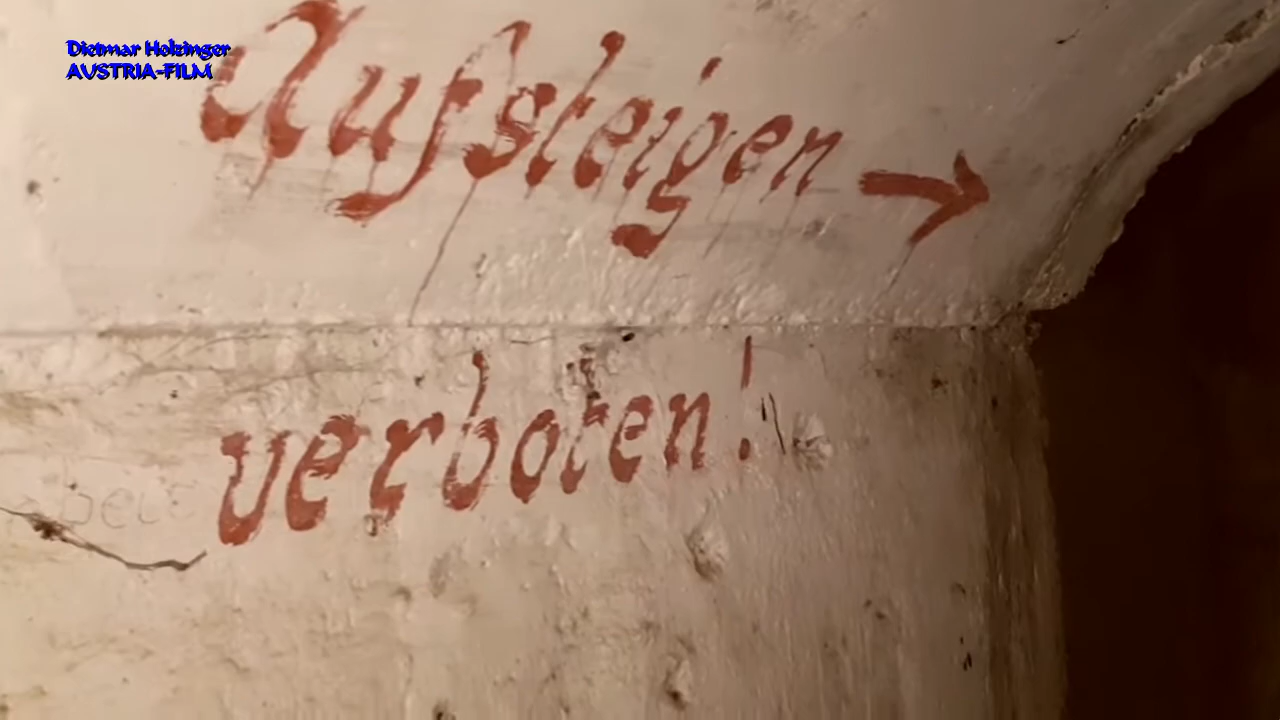 Dietmar Holzinger
AUSTRIA-FILM
Aufsteigen →
verboten!